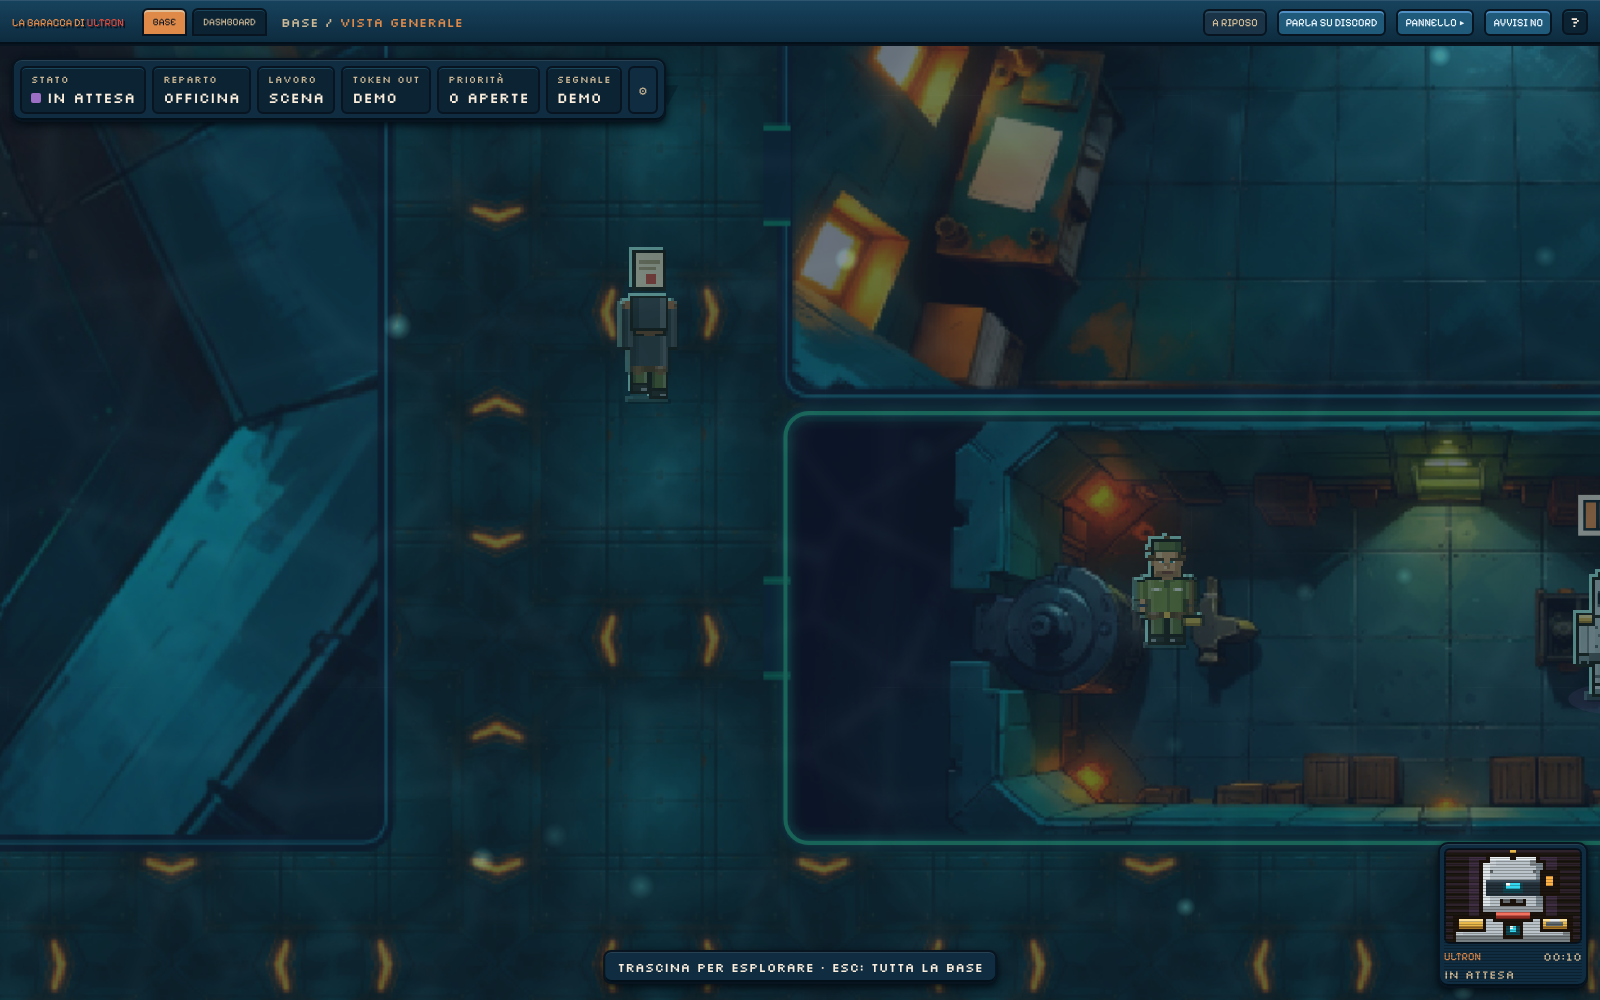 LA BARACCA DI ULTRON
BASE
DASHBOARD
BASE / VISTA GENERALE
A RIPOSO
PARLA SU DISCORD
PANNELLO ▸
AVVISI NO
?
STATO
IN ATTESA
REPARTO
OFFICINA
LAVORO
SCENA
TOKEN OUT
DEMO
PRIORITÀ
0 APERTE
SEGNALE
DEMO
TRASCINA PER ESPLORARE · ESC: TUTTA LA BASE
ULTRON 00:10
IN ATTESA